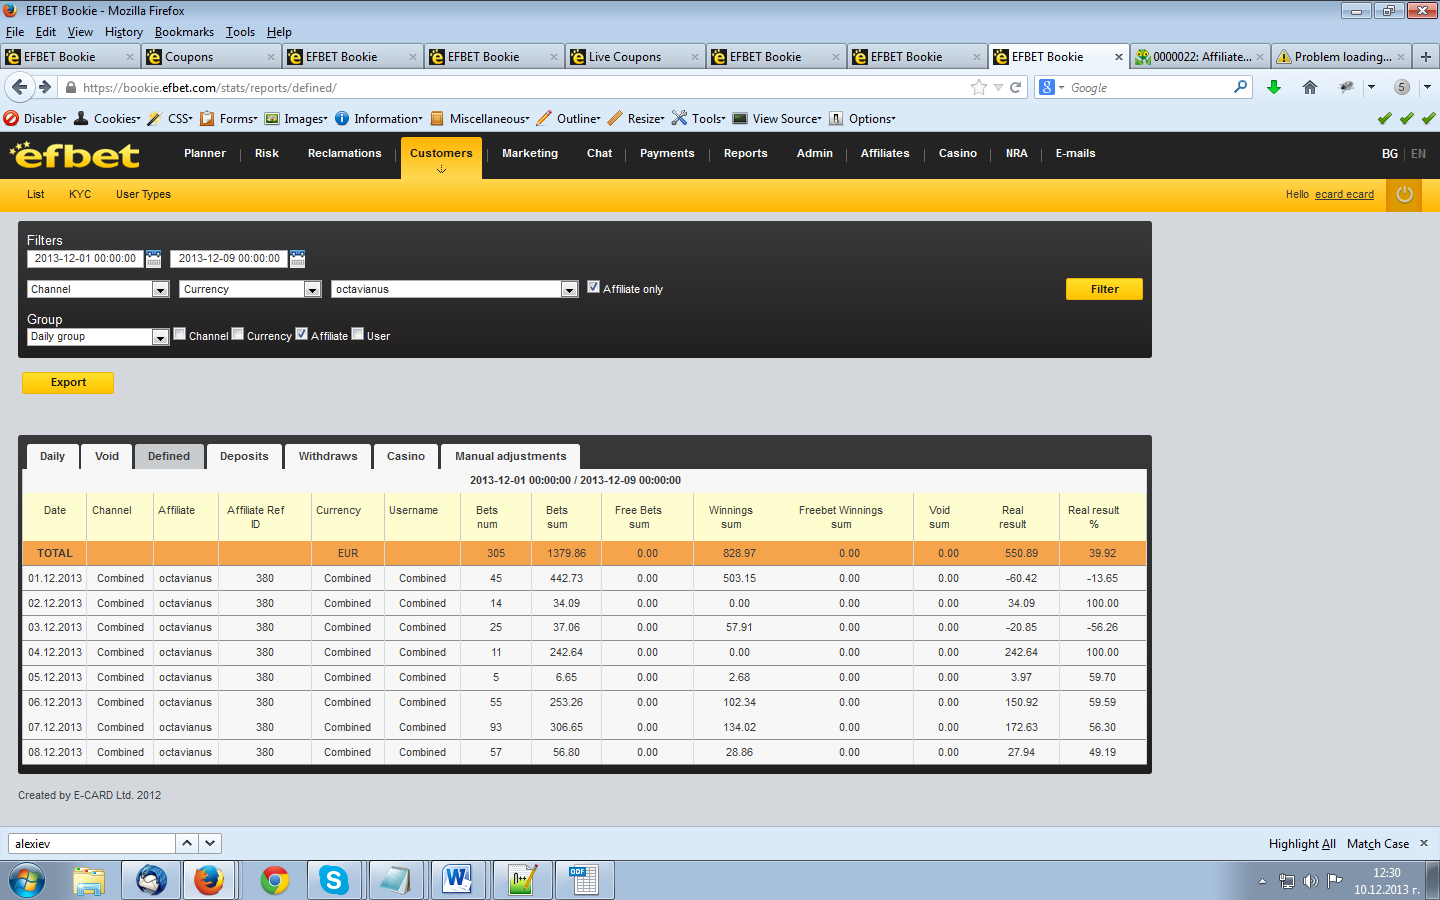 EFBET Bookie - Mozilla Firefox
File Edit View History Bookmarks Tools Help
EFBET Bookie Coupons EFBET Bookie EFBET Bookie Live Coupons EFBET Bookie EFBET Bookie EFBET Bookie 0000022: Affiliate... Problem loading...
https://bookie.efbet.com/stats/reports/defined/ Google 5
Disable Cookies CSS Forms Images Information Miscellaneous Outline Resize Tools View Source Options
efbet Planner Risk Reclamations Customers Marketing Chat Payments Reports Admin Affiliates Casino NRA E-mails BG EN
List KYC User Types Hello ecard ecard
Filters
2013-12-01 00:00:00 2013-12-09 00:00:00
Channel Currency octavianus Affiliate only Filter
Group
Daily group Channel Currency Affiliate User
Export
Daily Void Defined Deposits Withdraws Casino Manual adjustments
2013-12-01 00:00:00 / 2013-12-09 00:00:00
Date Channel Affiliate Affiliate Ref ID Currency Username Bets num Bets sum Free Bets sum Winnings sum Freebet Winnings sum Void sum Real result Real result %
TOTAL EUR 305 1379.86 0.00 828.97 0.00 0.00 550.89 39.92
01.12.2013 Combined octavianus 380 Combined Combined 45 442.73 0.00 503.15 0.00 0.00 -60.42 -13.65
02.12.2013 Combined octavianus 380 Combined Combined 14 34.09 0.00 0.00 0.00 0.00 34.09 100.00
03.12.2013 Combined octavianus 380 Combined Combined 25 37.06 0.00 57.91 0.00 0.00 -20.85 -56.26
04.12.2013 Combined octavianus 380 Combined Combined 11 242.64 0.00 0.00 0.00 0.00 242.64 100.00
05.12.2013 Combined octavianus 380 Combined Combined 5 6.65 0.00 2.68 0.00 0.00 3.97 59.70
06.12.2013 Combined octavianus 380 Combined Combined 55 253.26 0.00 102.34 0.00 0.00 150.92 59.59
07.12.2013 Combined octavianus 380 Combined Combined 93 306.65 0.00 134.02 0.00 0.00 172.63 56.30
08.12.2013 Combined octavianus 380 Combined Combined 57 56.80 0.00 28.86 0.00 0.00 27.94 49.19
Created by E-CARD Ltd. 2012
alexiev Highlight All Match Case
12:30
10.12.2013 г.